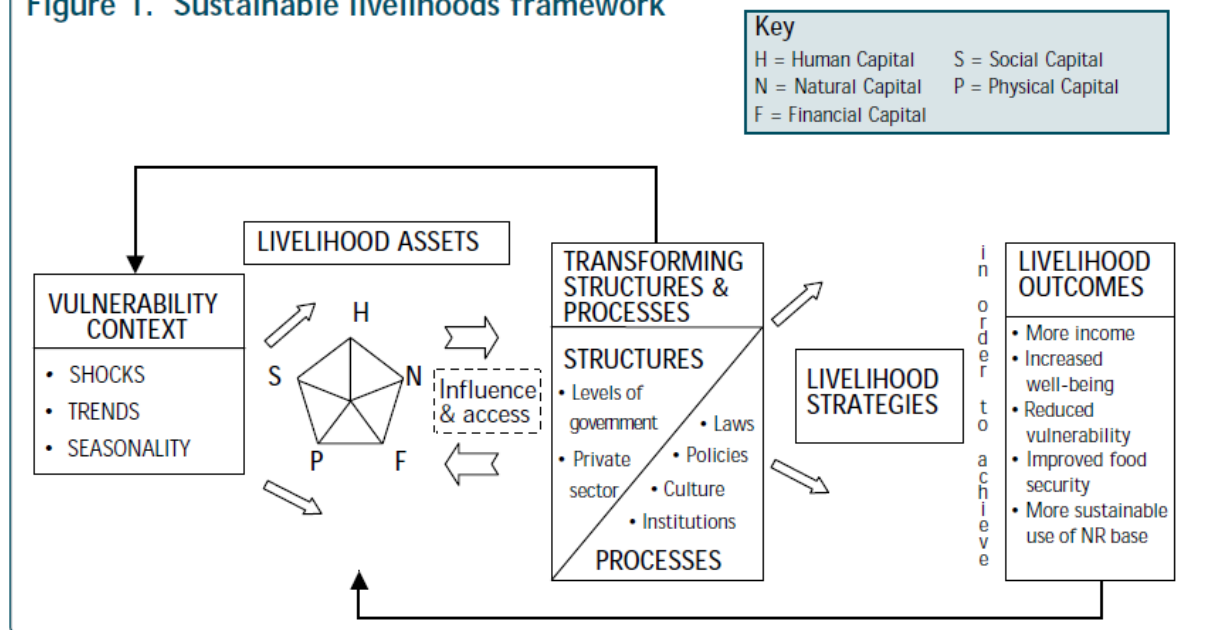 Figure 1. Sustainable livelihoods framework
Key
H = Human Capital S = Social Capital
N = Natural Capital P = Physical Capital
F = Financial Capital
LIVELIHOOD ASSETS
VULNERABILITY
CONTEXT
• SHOCKS
• TRENDS
• SEASONALITY
H
S
N
P
F
Influence
& access
TRANSFORMING
STRUCTURES &
PROCESSES
STRUCTURES
• Levels of
government
• Private
sector
• Laws
• Policies
• Culture
• Institutions
PROCESSES
LIVELIHOOD
STRATEGIES
in order to achieve
LIVELIHOOD
OUTCOMES
• More income
• Increased
well-being
• Reduced
vulnerability
• Improved food
security
• More sustainable
use of NR base